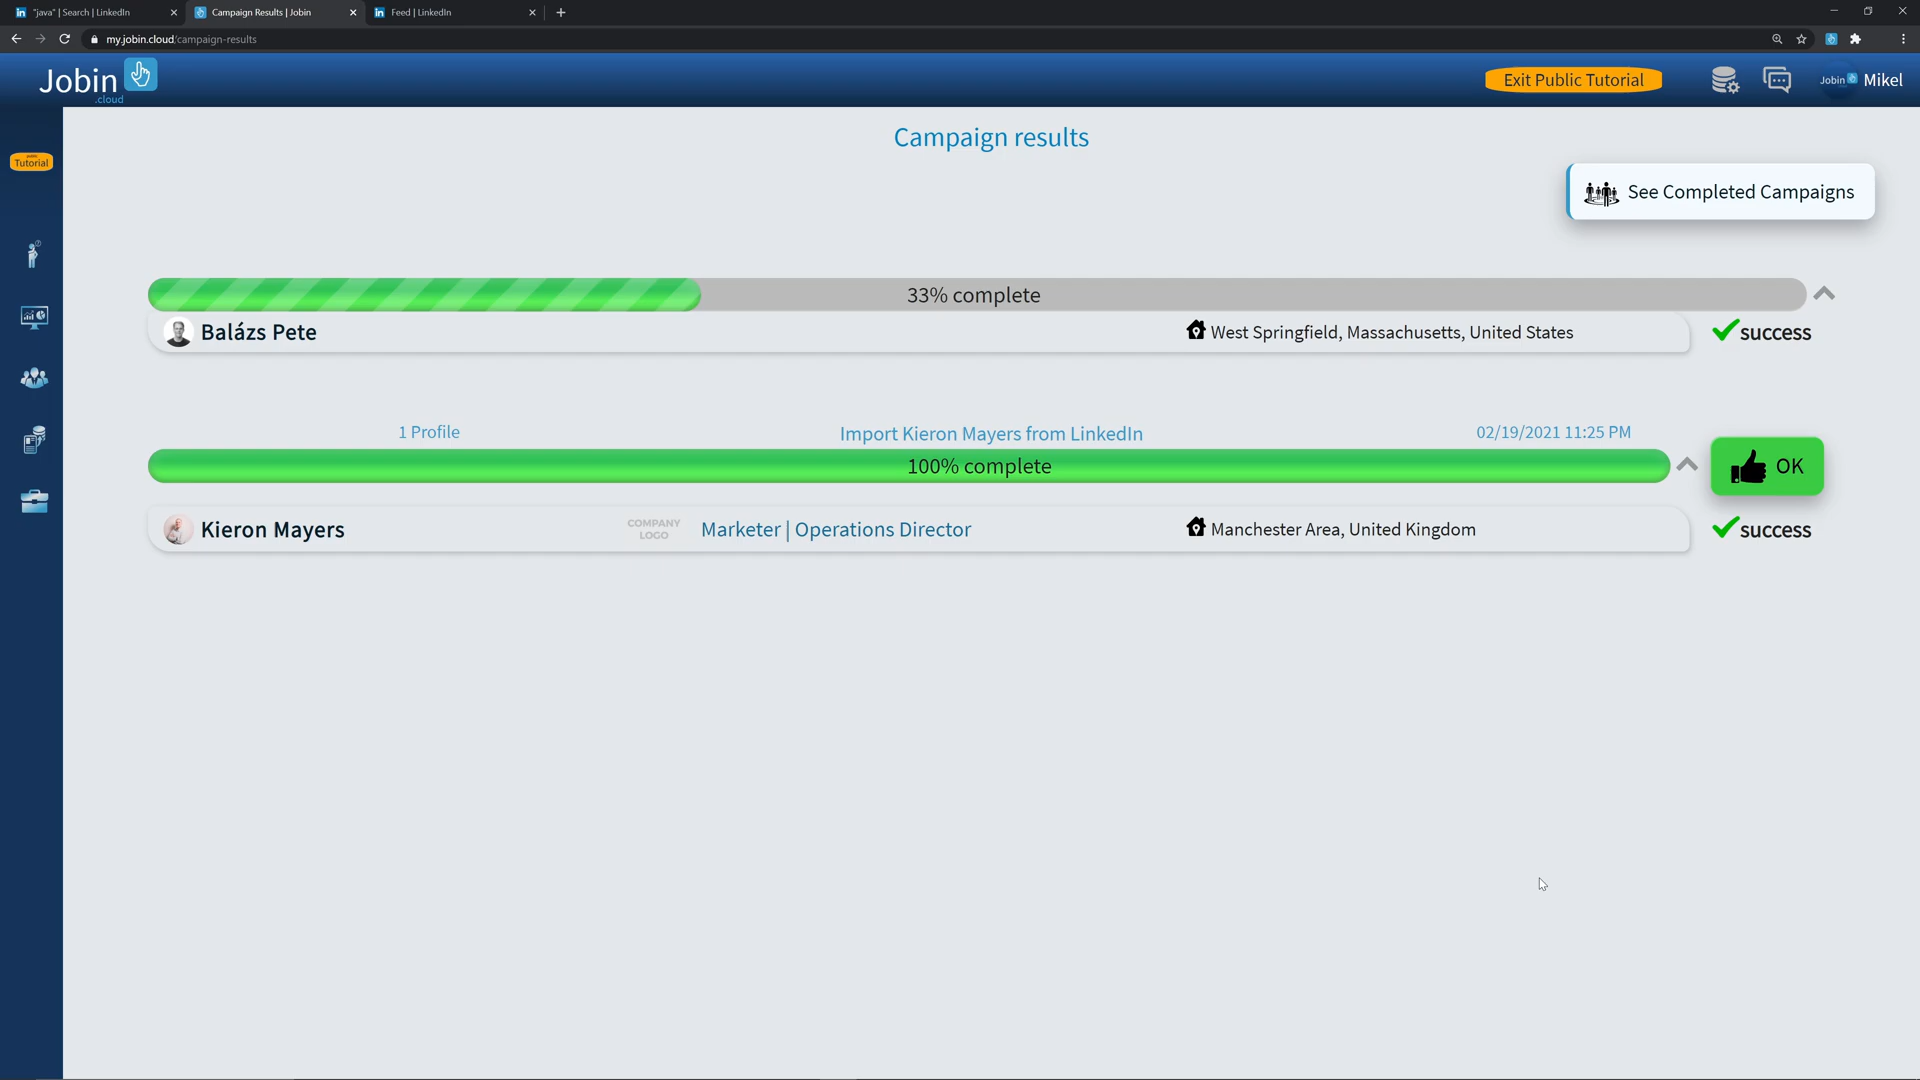 "java" | Search | LinkedIn
Campaign Results | Jobin
Feed | LinkedIn
my.jobin.cloud/campaign-results
Jobin
.cloud
Exit Public Tutorial
Jobin
Mikel
public
Tutorial
Campaign results
See Completed Campaigns
33% complete
Balázs Pete
West Springfield, Massachusetts, United States
success
1 Profile
Import Kieron Mayers from LinkedIn
02/19/2021 11:25 PM
100% complete
OK
Kieron Mayers
COMPANY
LOGO
Marketer | Operations Director
Manchester Area, United Kingdom
success